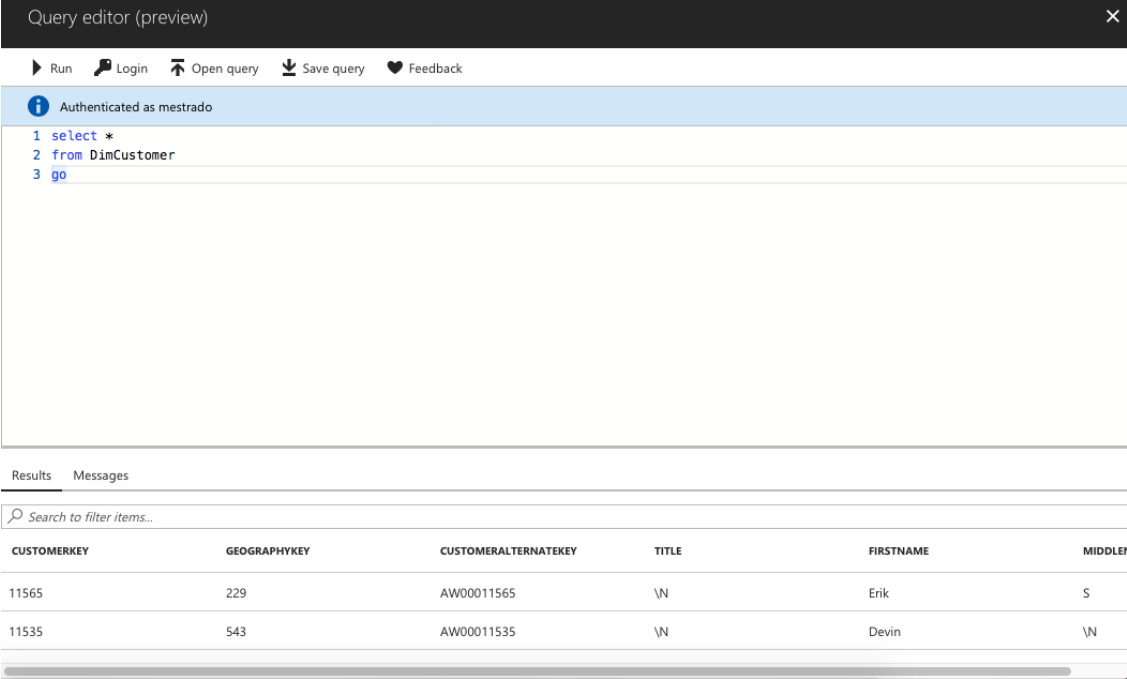 Query editor (preview)
Run Login Open query Save query Feedback
Authenticated as mestrado
1 select *
2 from DimCustomer
3 go
Results Messages
Search to filter items...
CUSTOMERKEY GEOGRAPHYKEY CUSTOMERALTERNATEKEY TITLE FIRSTNAME
11565 229 AW00011565 \N Erik S
11535 543 AW00011535 \N Devin \N